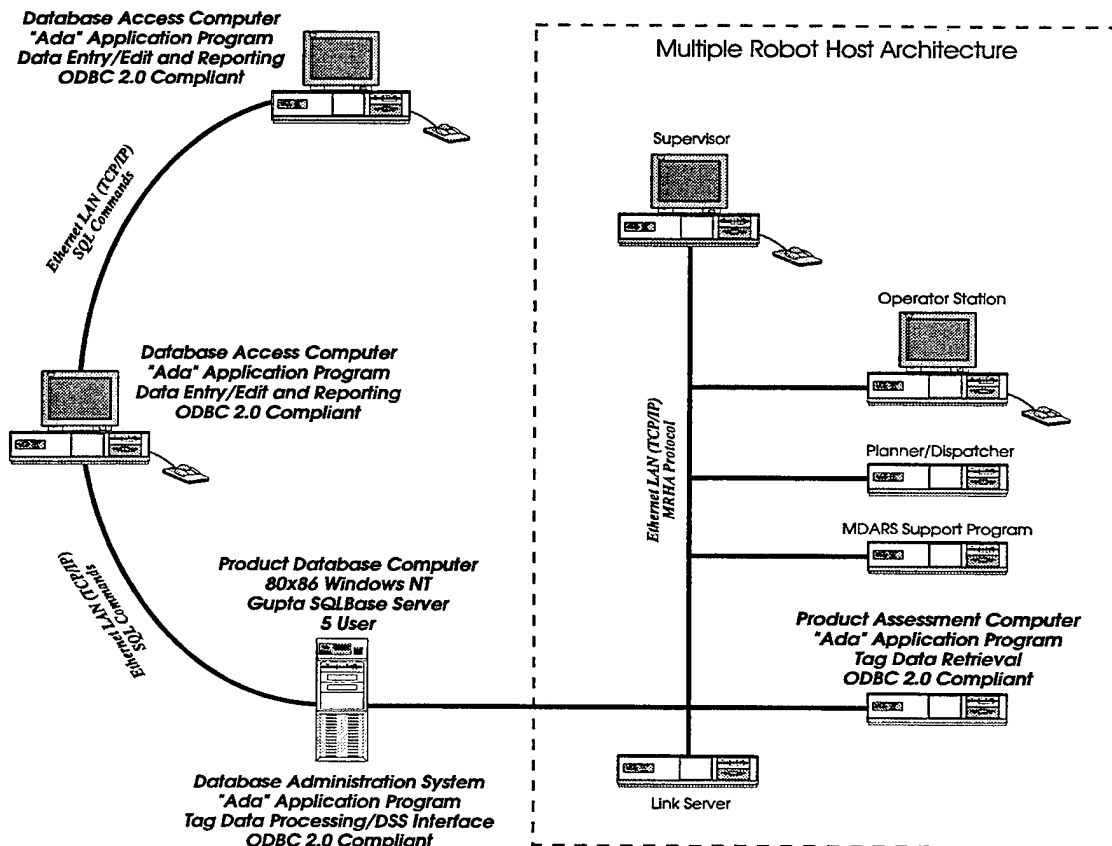 Database Access Computer
"Ada" Application Program
Data Entry/Edit and Reporting
ODBC 2.0 Compliant
Ethernet LAN (TCP/IP)
SQL Commands
Database Access Computer
"Ada" Application Program
Data Entry/Edit and Reporting
ODBC 2.0 Compliant
Ethernet LAN (TCP/IP)
SQL Commands
Product Database Computer
80x86 Windows NT
Gupta SQLBase Server
5 User
Database Administration System
"Ada" Application Program
Tag Data Processing/DSS Interface
ODBC 2.0 Compliant
Multiple Robot Host Architecture
Supervisor
Ethernet LAN (TCP/IP)
MRHA Protocol
Operator Station
Planner/Dispatcher
MDARS Support Program
Product Assessment Computer
"Ada" Application Program
Tag Data Retrieval
ODBC 2.0 Compliant
Link Server